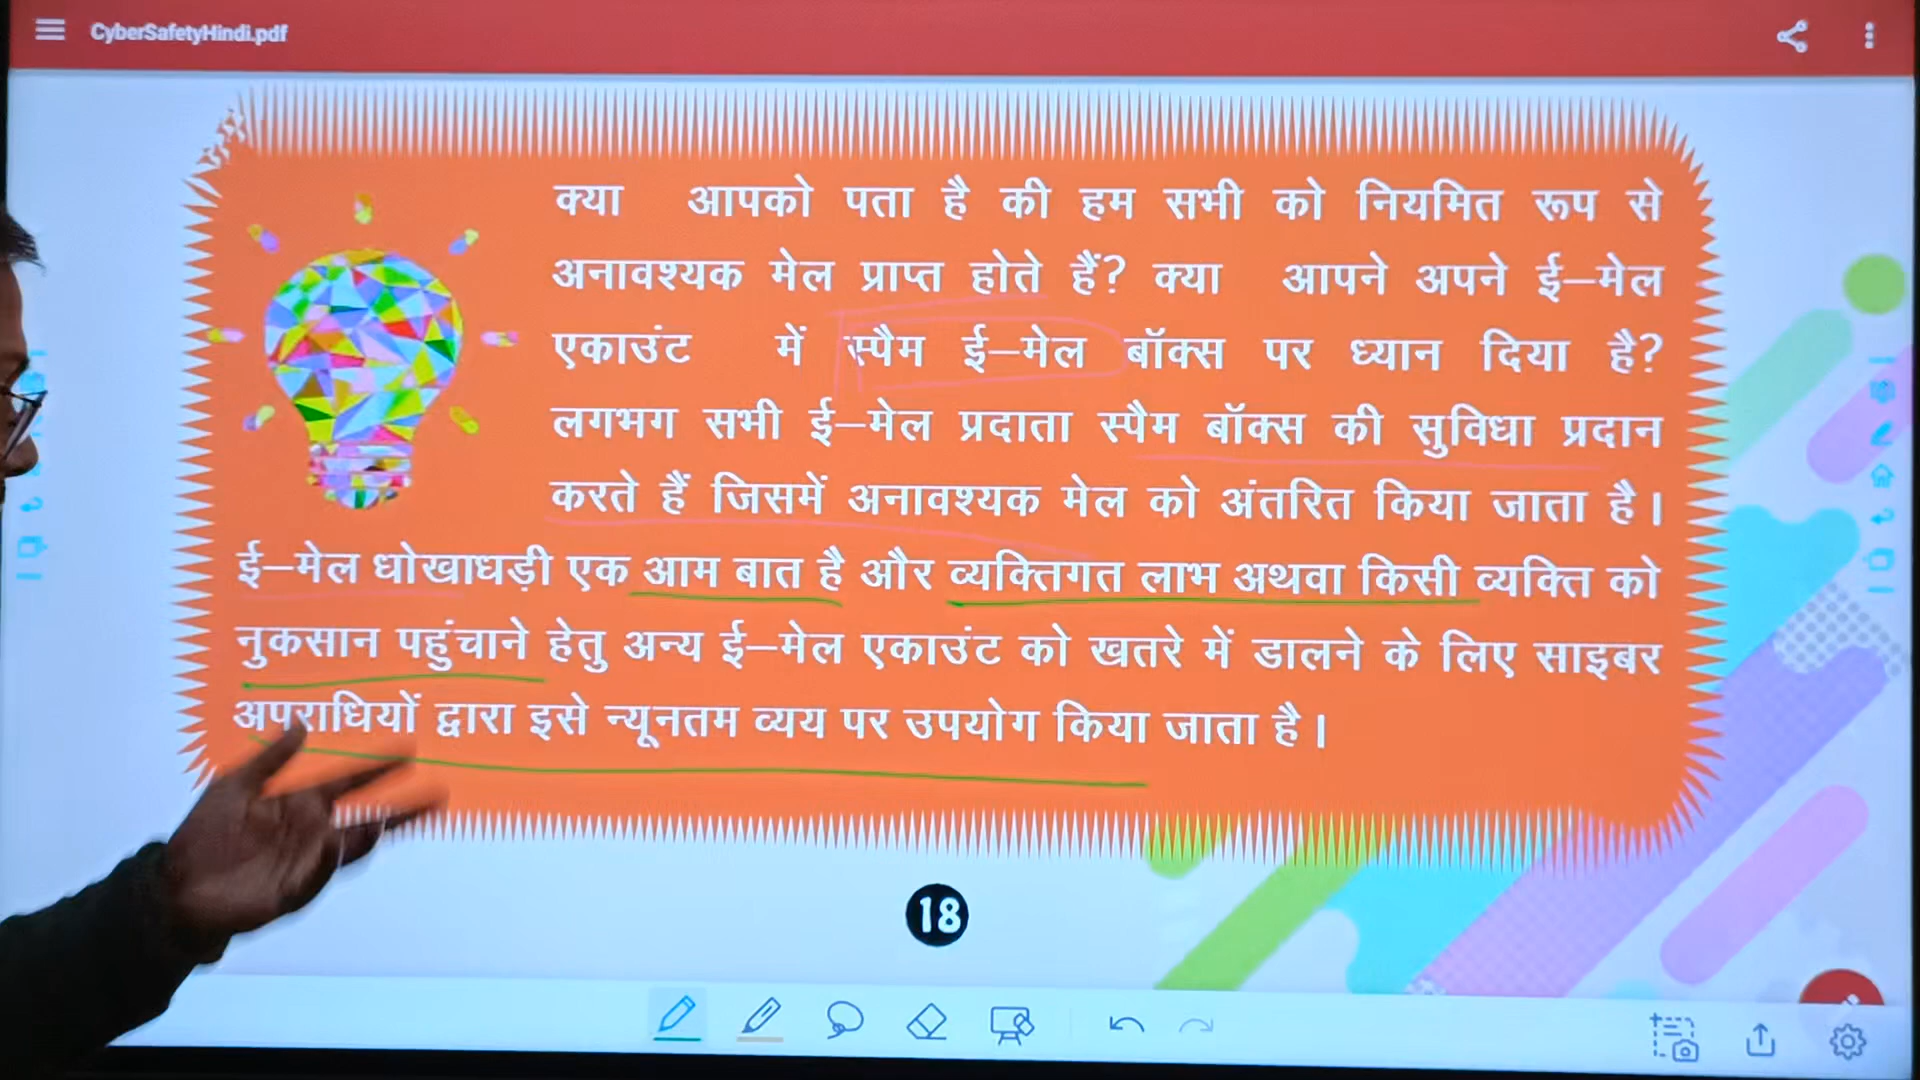 CyberSafetyHindi.pdf
क्या आपको पता है की हम सभी को नियमित रूप से
अनावश्यक मेल प्राप्त होते हैं? क्या आपने अपने ई–मेल
एकाउंट में स्पैम ई–मेल बॉक्स पर ध्यान दिया है?
लगभग सभी ई–मेल प्रदाता स्पैम बॉक्स की सुविधा प्रदान
करते हैं जिसमें अनावश्यक मेल को अंतरित किया जाता है।
ई–मेल धोखाधड़ी एक आम बात है और व्यक्तिगत लाभ अथवा किसी व्यक्ति को
नुकसान पहुंचाने हेतु अन्य ई–मेल एकाउंट को खतरे में डालने के लिए साइबर
अपराधियों द्वारा इसे न्यूनतम व्यय पर उपयोग किया जाता है।
18